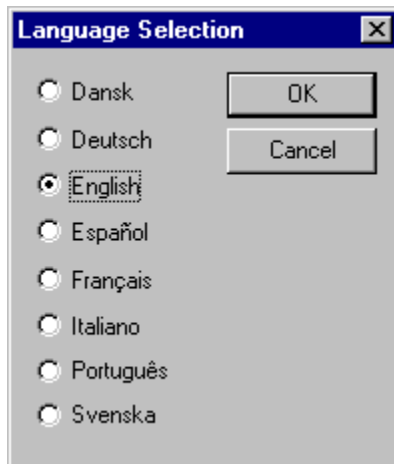 Language Selection
Dansk
OK
Deutsch
Cancel
English
Español
Français
Italiano
Português
Svenska